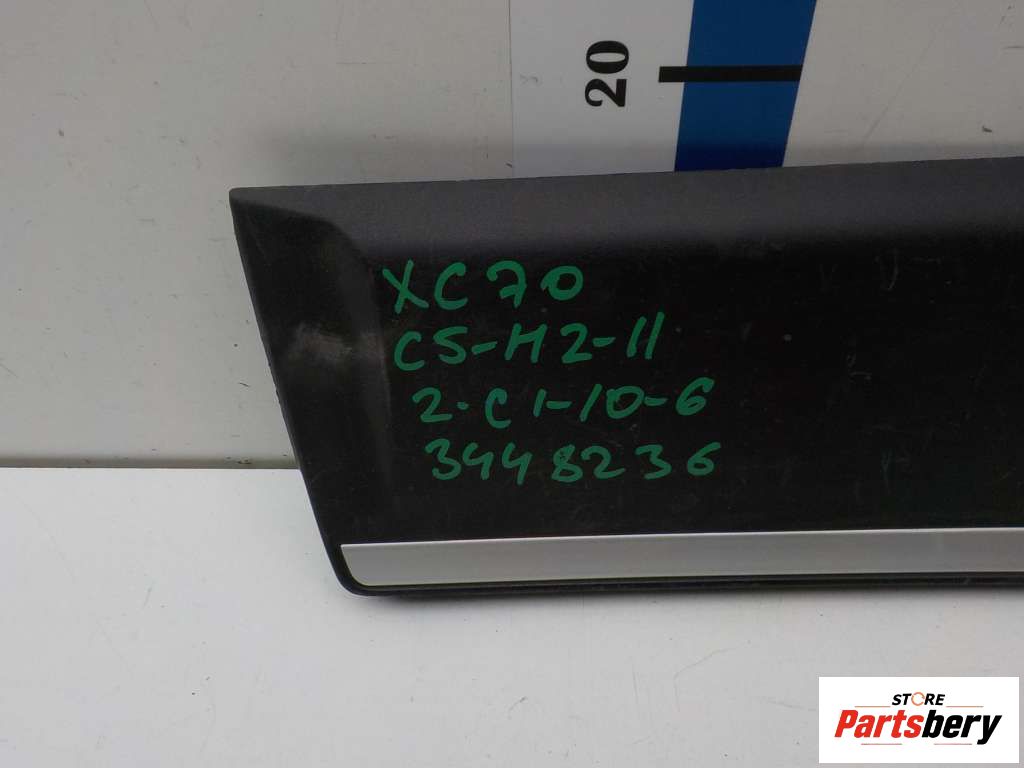 20
XC70
C5-H2-11
2-C1-10-6
3448236
STORE
Partsbery